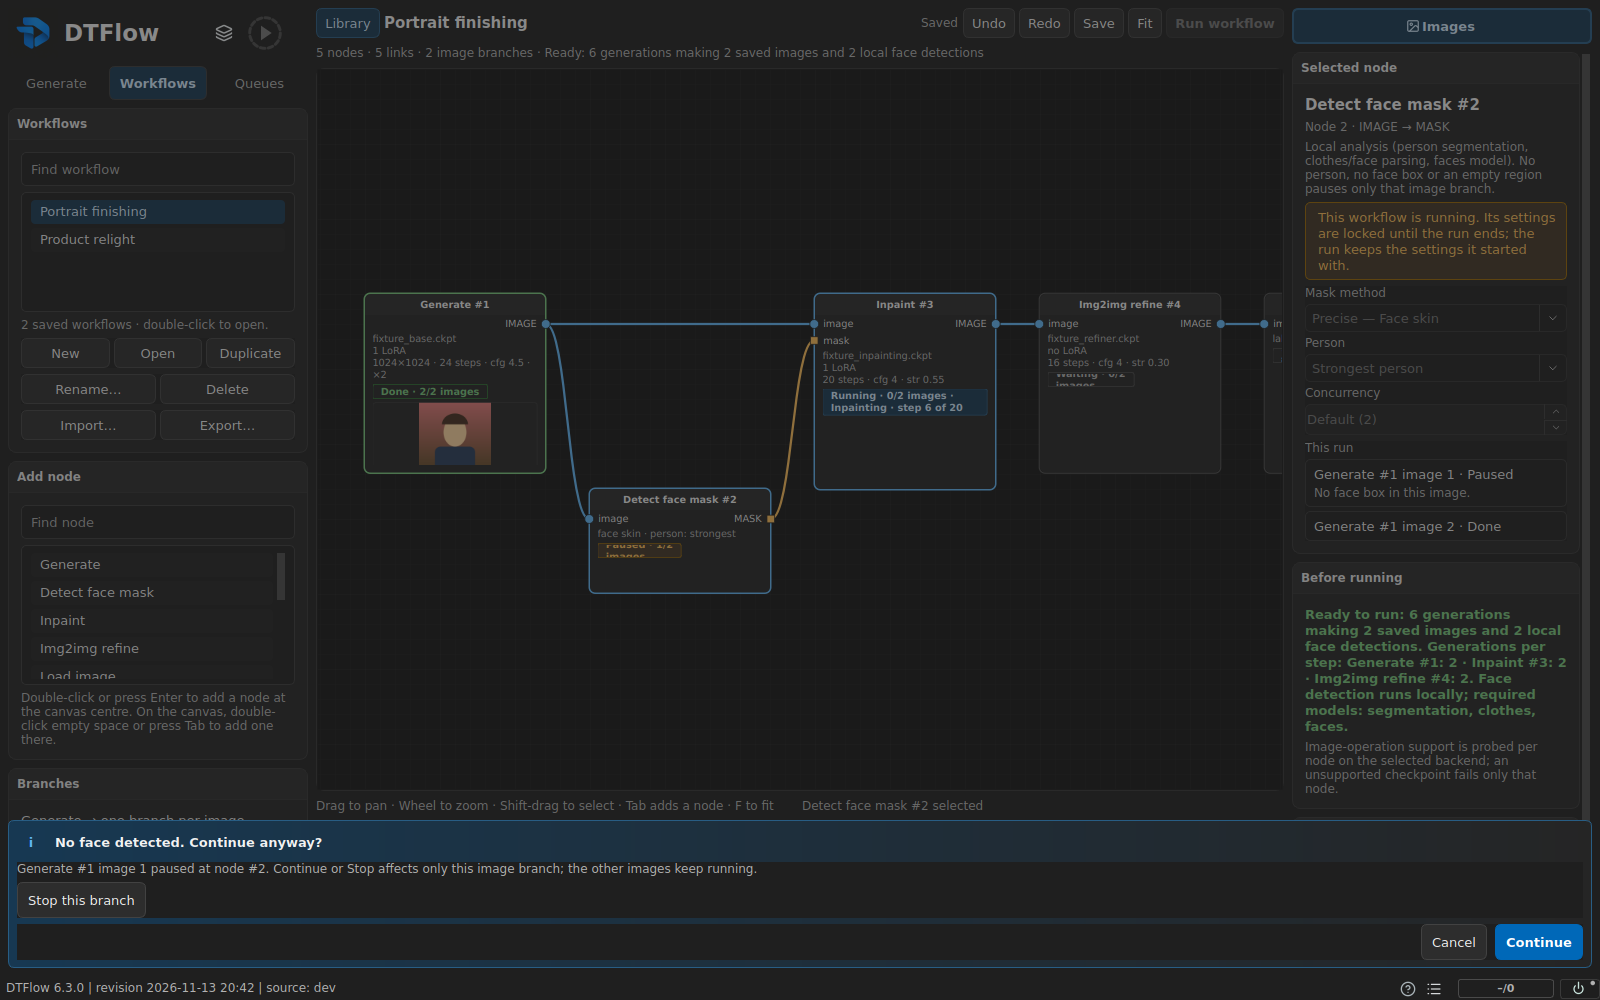 DTFlow
Generate
Workflows
Queues
Workflows
Find workflow
Portrait finishing
Product relight
2 saved workflows · double-click to open.
New
Open
Duplicate
Rename...
Delete
Import...
Export...
Add node
Find node
Generate
Detect face mask
Inpaint
Img2img refine
Load image
Double-click or press Enter to add a node at
the canvas centre. On the canvas, double-
click empty space or press Tab to add one
there.
Branches
Generate → one branch per image
Library
Portrait finishing
Saved
Undo
Redo
Save
Fit
Run workflow
5 nodes · 5 links · 2 image branches · Ready: 6 generations making 2 saved images and 2 local face detections
Generate #1
IMAGE
fixture_base.ckpt
1 LoRA
1024×1024 · 24 steps · cfg 4.5 ·
×2
Done · 2/2 images
Detect face mask #2
image
MASK
face skin · person: strongest
Paused · 1/2
images
Inpaint #3
image
IMAGE
mask
fixture_inpainting.ckpt
1 LoRA
20 steps · cfg 4 · str 0.55
Running · 0/2 images ·
Inpainting · step 6 of 20
Img2img refine #4
image
IMAGE
fixture_refiner.ckpt
no LoRA
16 steps · cfg 4 · str 0.30
Waiting · 0/2
images
Drag to pan · Wheel to zoom · Shift-drag to select · Tab adds a node · F to fit
Detect face mask #2 selected
Images
Selected node
Detect face mask #2
Node 2 · IMAGE → MASK
Local analysis (person segmentation,
clothes/face parsing, faces model). No
person, no face box or an empty region
pauses only that image branch.
This workflow is running. Its settings
are locked until the run ends; the
run keeps the settings it started
with.
Mask method
Precise — Face skin
Person
Strongest person
Concurrency
Default (2)
This run
Generate #1 image 1 · Paused
No face box in this image.
Generate #1 image 2 · Done
Before running
Ready to run: 6 generations
making 2 saved images and 2 local
face detections. Generations per
step: Generate #1: 2 · Inpaint #3: 2
· Img2img refine #4: 2. Face
detection runs locally; required
models: segmentation, clothes,
faces.
Image-operation support is probed per
node on the selected backend; an
unsupported checkpoint fails only that
node.
No face detected. Continue anyway?
Generate #1 image 1 paused at node #2. Continue or Stop affects only this image branch; the other images keep running.
Stop this branch
Cancel
Continue
DTFlow 6.3.0 | revision 2026-11-13 20:42 | source: dev
–/0